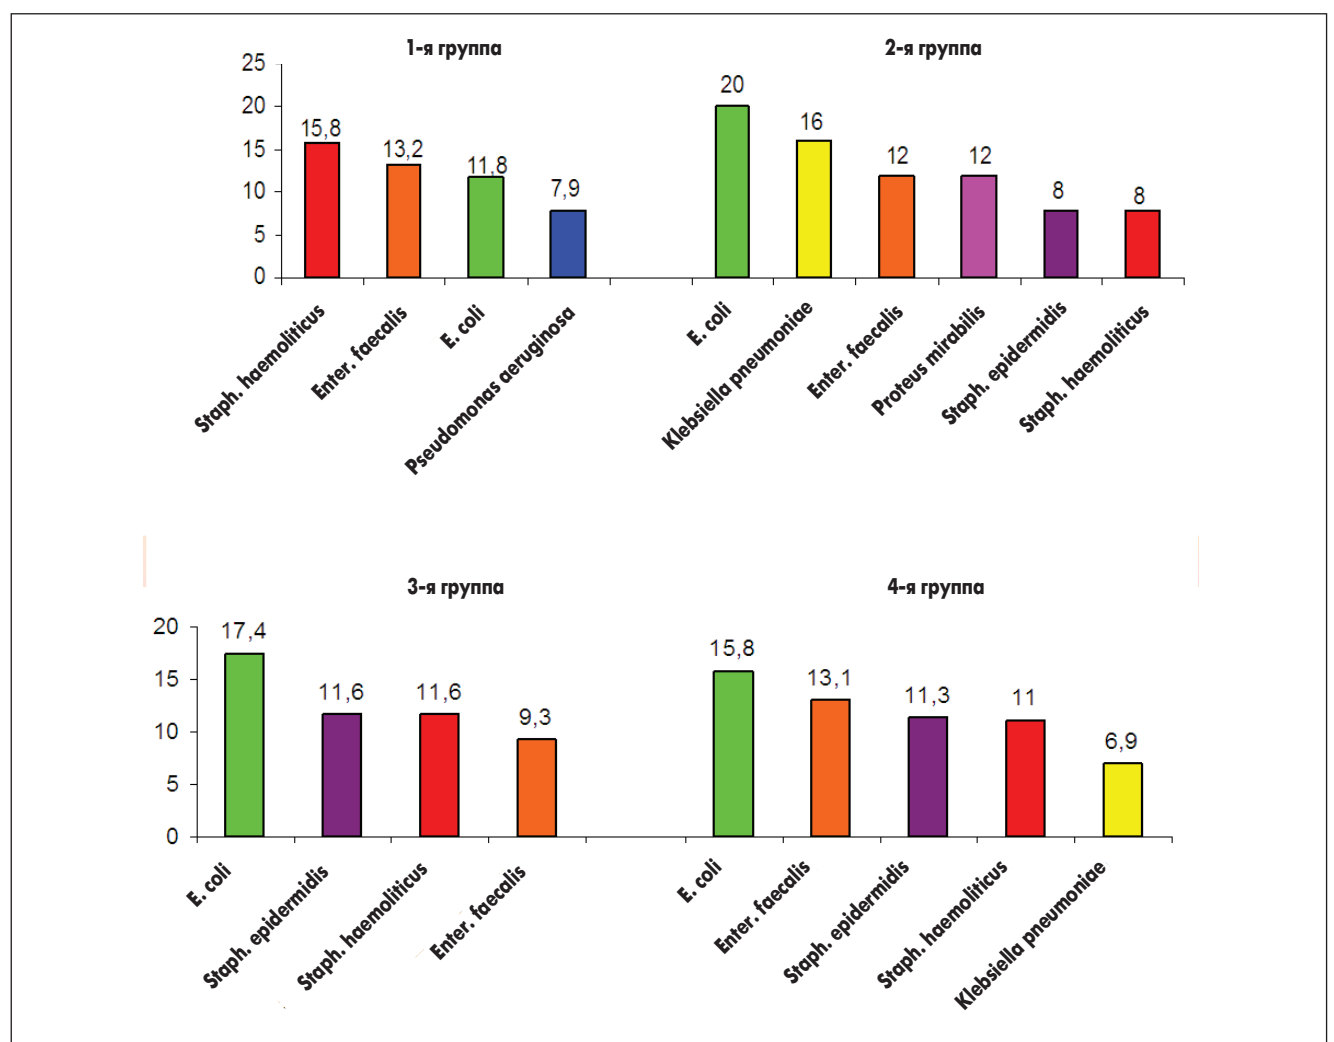 1-я группа
2-я группа
25
20
15
10
5
0
15,8
13,2
11,8
7,9
20
16
12
12
8
8
Staph. haemoliticus
Enter. faecalis
E. coli
Pseudomonas aeruginosa
E. coli
Klebsiella pneumoniae
Enter. faecalis
Proteus mirabilis
Staph. epidermidis
Staph. haemoliticus
3-я группа
4-я группа
20
15
10
5
0
17,4
11,6
11,6
9,3
15,8
13,1
11,3
11
6,9
E. coli
Staph. epidermidis
Staph. haemoliticus
Enter. faecalis
E. coli
Enter. faecalis
Staph. epidermidis
Staph. haemoliticus
Klebsiella pneumoniae